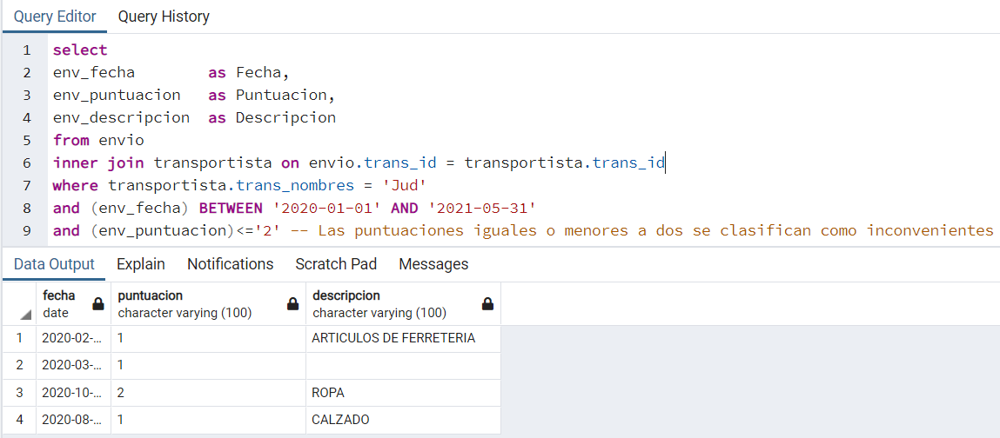 Query Editor Query History
1 select
2 env_fecha as Fecha,
3 env_puntuacion as Puntuacion,
4 env_descripcion as Descripcion
5 from envio
6 inner join transportista on envio.trans_id = transportista.trans_id
7 where transportista.trans_nombres = 'Jud'
8 and (env_fecha) BETWEEN '2020-01-01' AND '2021-05-31'
9 and (env_puntuacion)<='2' -- Las puntuaciones iguales o menores a dos se clasifican como inconvenientes
Data Output Explain Notifications Scratch Pad Messages
fecha puntuacion descripcion
date character varying (100) character varying (100)
1 2020-02-... 1 ARTICULOS DE FERRETERIA
2 2020-03-... 1
3 2020-10-... 2 ROPA
4 2020-08-... 1 CALZADO